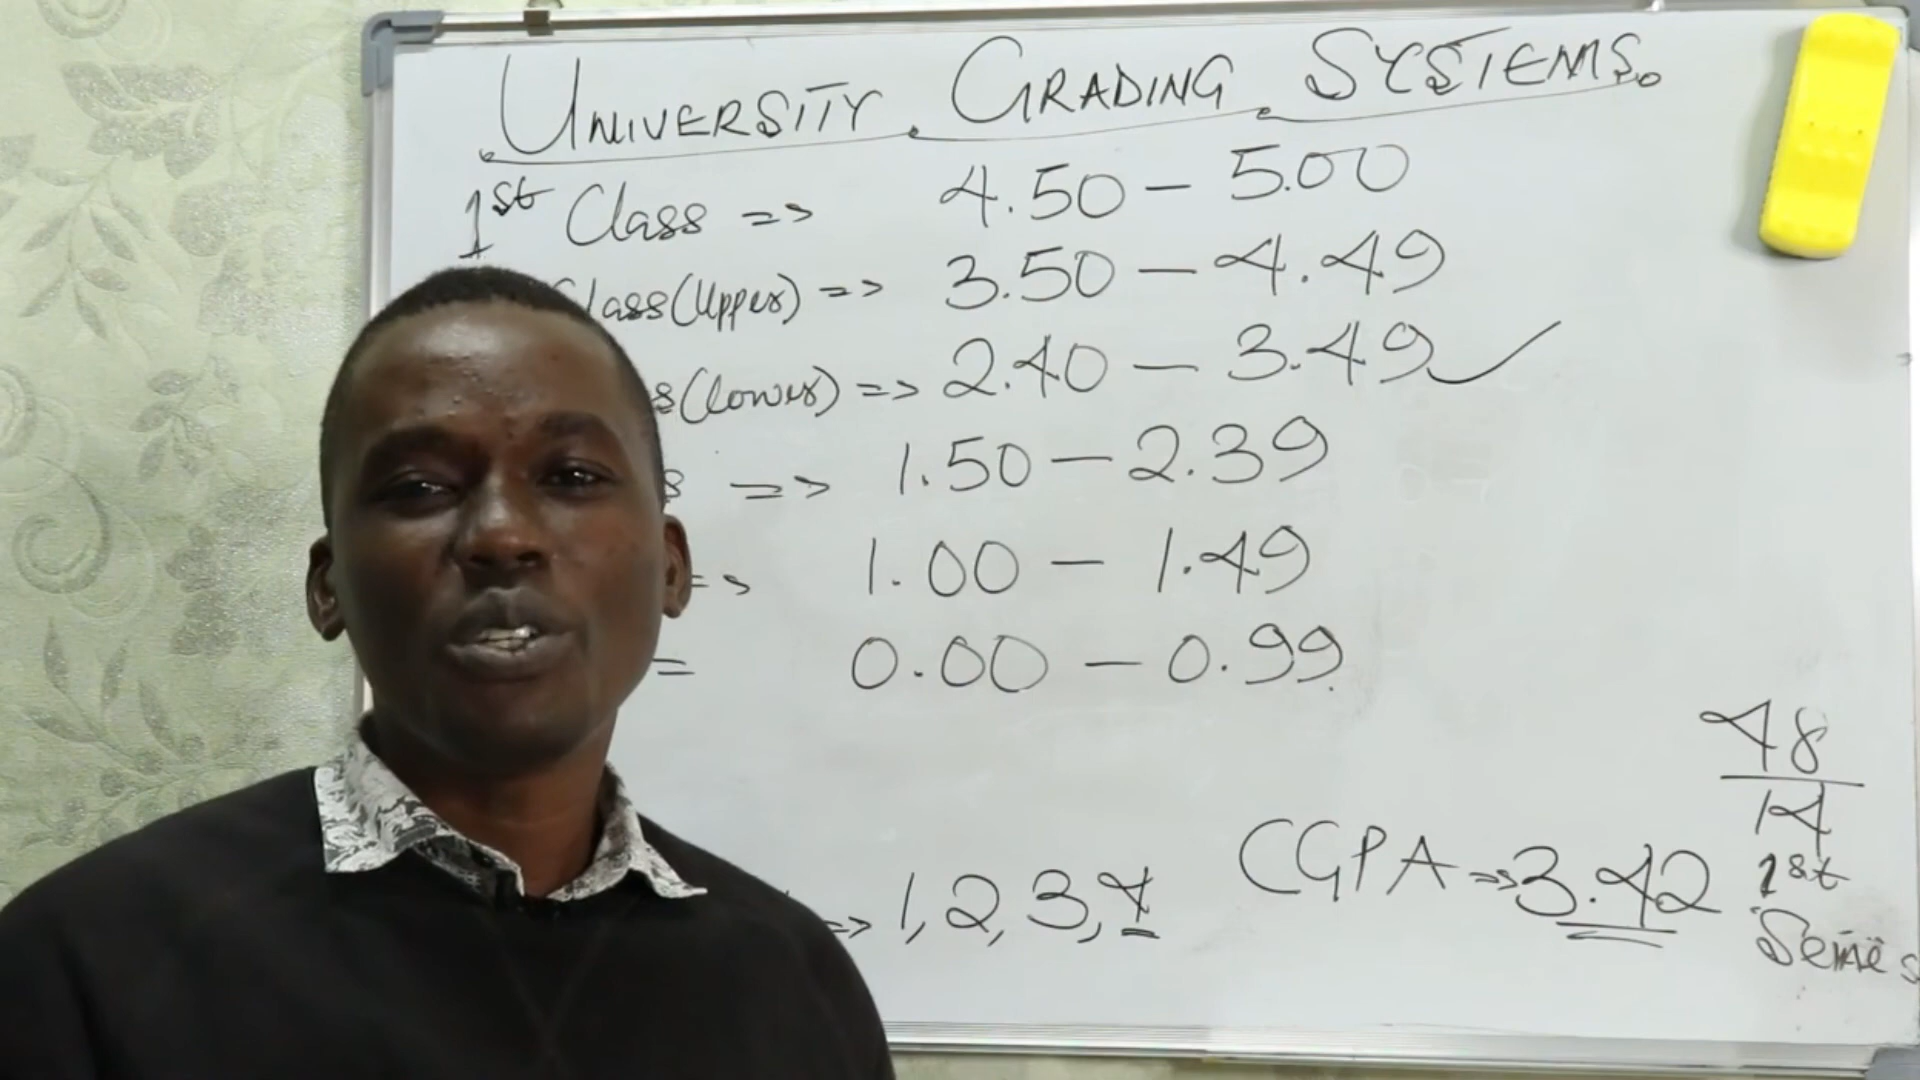 UNIVERSITY GRADING SYSTEMS.
1st Class => 4.50 - 5.00
Class (Upper) => 3.50 - 4.49
(lower) => 2.40 - 3.49 ✓
=> 1.50 - 2.39
=> 1.00 - 1.49
= 0.00 - 0.99
=> 1, 2, 3, 4
CGPA => 3.42
48
14
1st